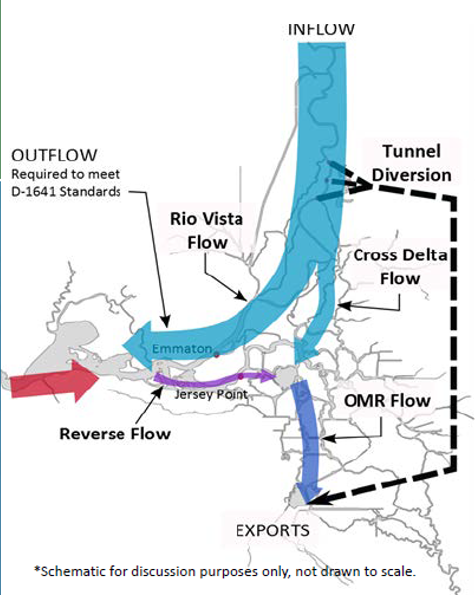 INFLOW
OUTFLOW
Required to meet
D-1641 Standards
Tunnel
Diversion
Rio Vista
Flow
Cross Delta
Flow
Emmaton
Jersey Point
OMR Flow
Reverse Flow
EXPORTS
*Schematic for discussion purposes only, not drawn to scale.